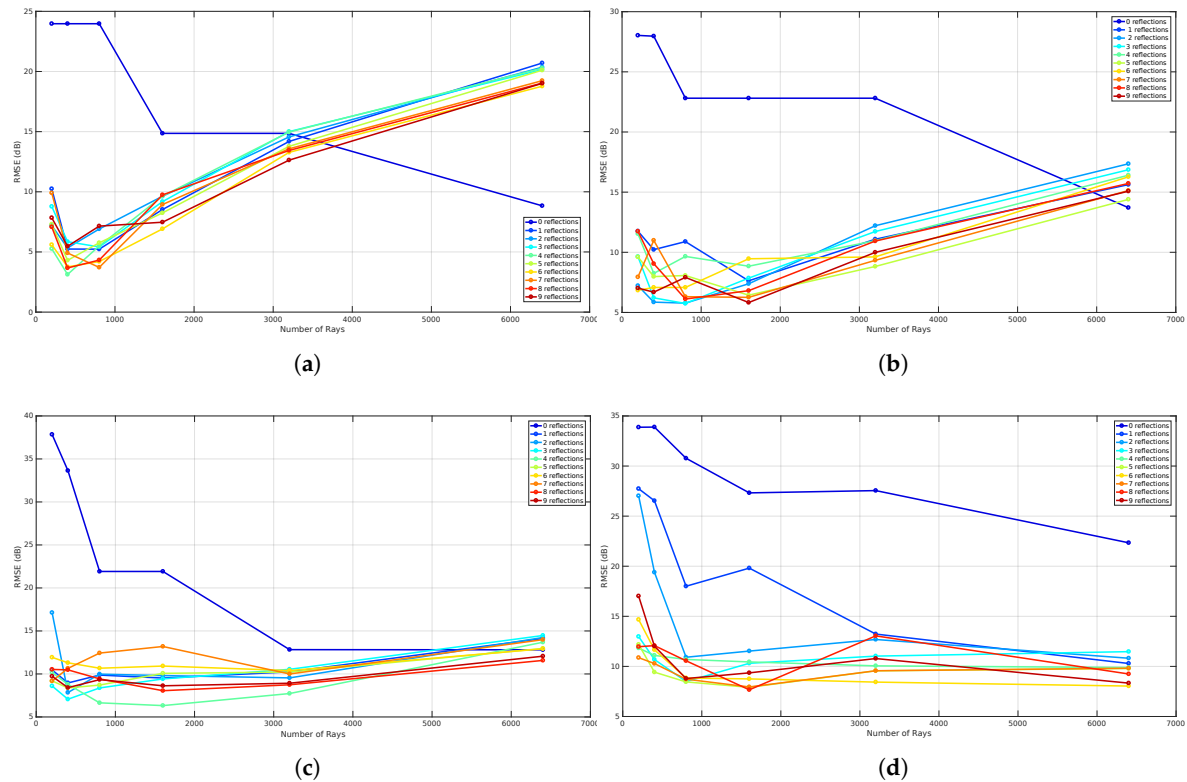 25
20
15
10
5
0
RMSE (dB)
0 1000 2000 3000 4000 5000 6000 7000
Number of Rays
0 reflections
1 reflections
2 reflections
3 reflections
4 reflections
5 reflections
6 reflections
7 reflections
8 reflections
9 reflections
(a)
30
25
20
15
10
5
RMSE (dB)
0 1000 2000 3000 4000 5000 6000 7000
Number of Rays
0 reflections
1 reflections
2 reflections
3 reflections
4 reflections
5 reflections
6 reflections
7 reflections
8 reflections
9 reflections
(b)
40
35
30
25
20
15
10
5
RMSE (dB)
0 1000 2000 3000 4000 5000 6000 7000
Number of Rays
0 reflections
1 reflections
2 reflections
3 reflections
4 reflections
5 reflections
6 reflections
7 reflections
8 reflections
9 reflections
(c)
35
30
25
20
15
10
5
RMSE (dB)
0 1000 2000 3000 4000 5000 6000 7000
Number of Rays
0 reflections
1 reflections
2 reflections
3 reflections
4 reflections
5 reflections
6 reflections
7 reflections
8 reflections
9 reflections
(d)